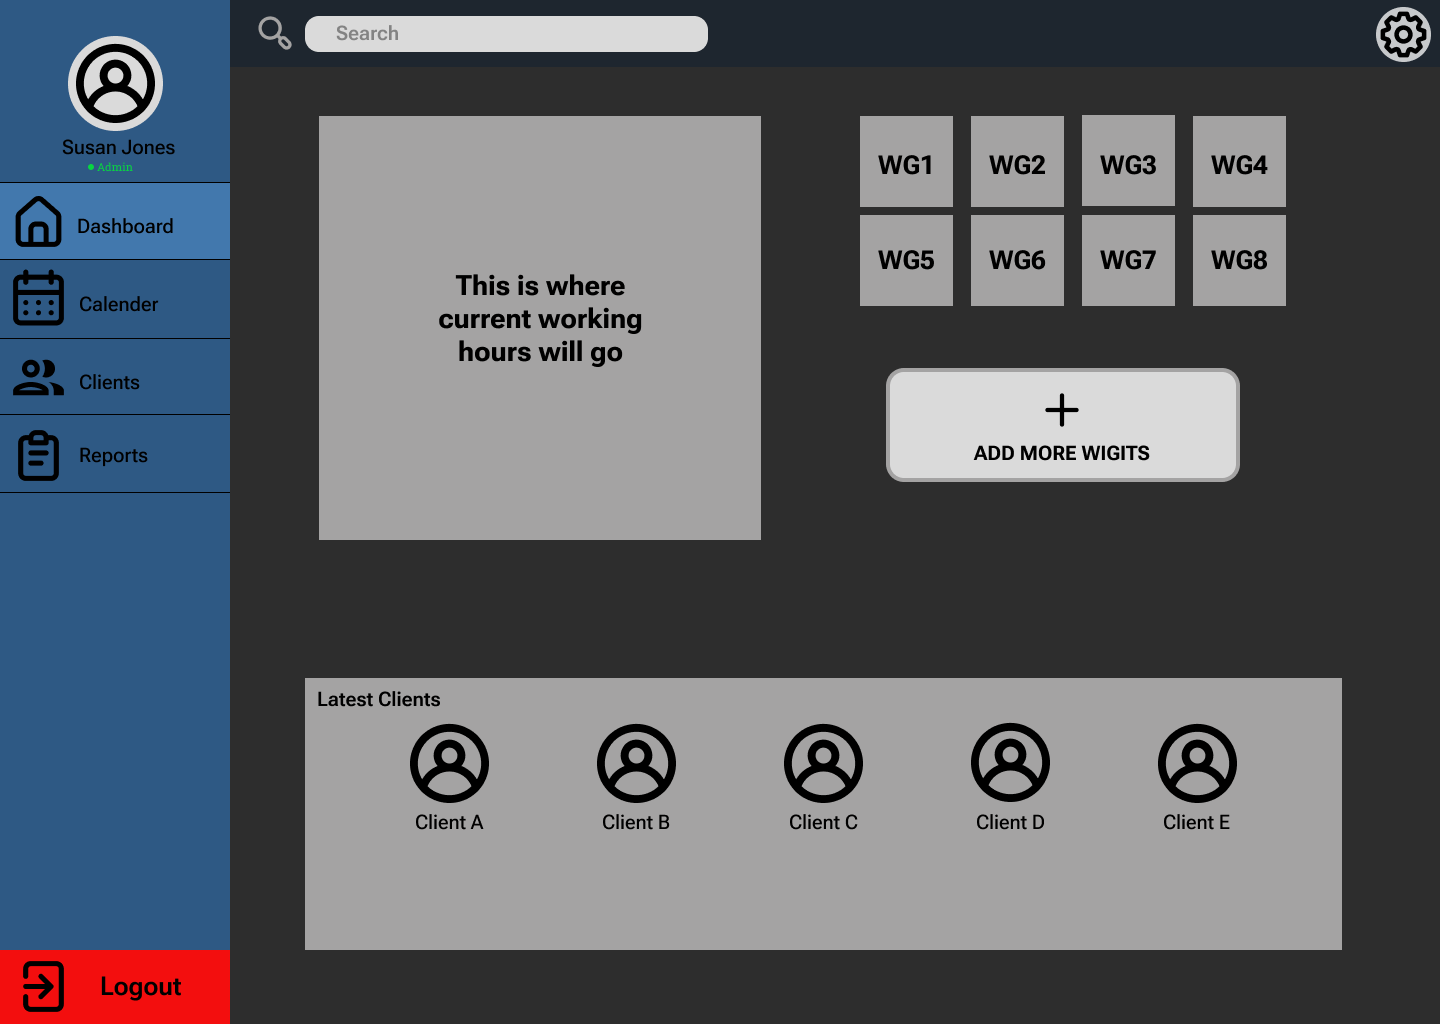 Search
Susan Jones
Admin
Dashboard
Calender
Clients
Reports
Logout
This is where
current working
hours will go
WG1 WG2 WG3 WG4
WG5 WG6 WG7 WG8
ADD MORE WIGITS
Latest Clients
Client A Client B Client C Client D Client E